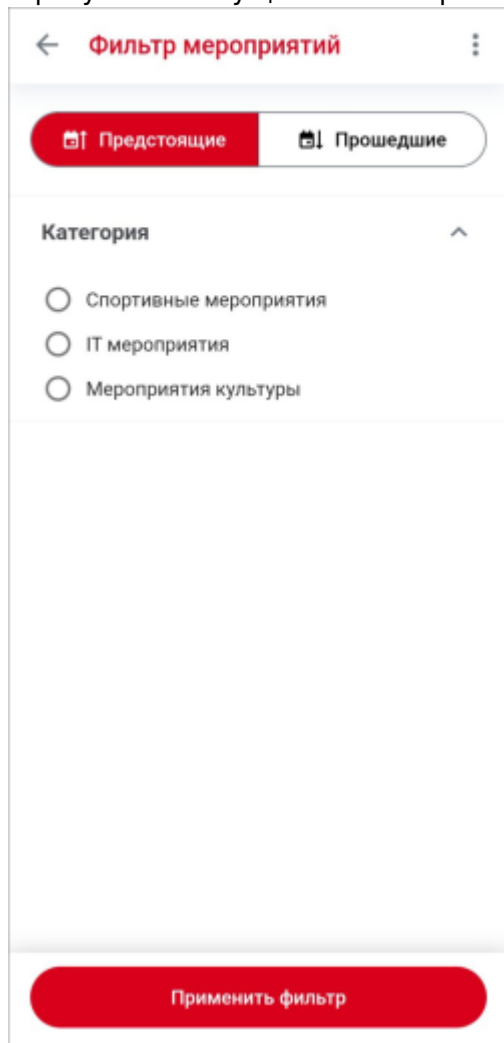 Фильтр мероприятий
Предстоящие Прошедшие
Категория
Спортивные мероприятия
IT мероприятия
Мероприятия культуры
Применить фильтр